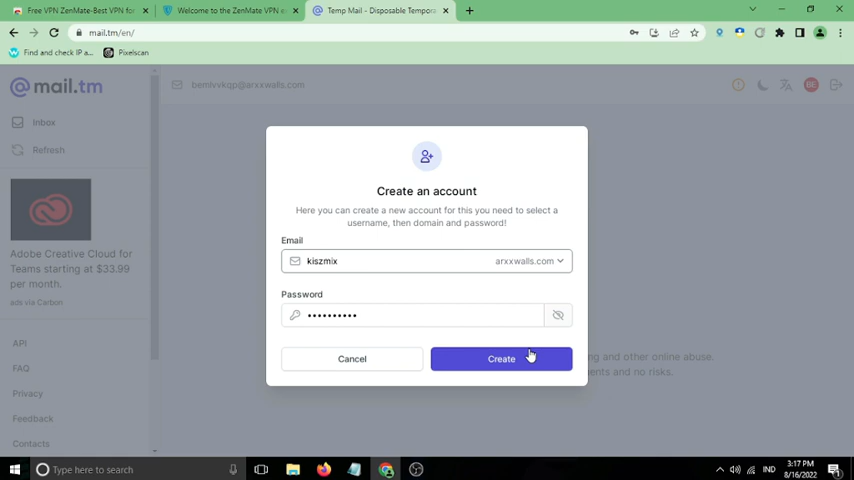 Free VPN ZenMate-Best VPN for
Welcome to the ZenMate VPN ex
Temp Mail - Disposable Tempora
mail.tm/en/
Find and check IP a...
Pixelscan
@mail.tm
bemlvvkqp@arxxwalls.com
BE
Inbox
Refresh
Adobe Creative Cloud for
Teams starting at $33.99
per month.
ads via Carbon
API
FAQ
Privacy
Feedback
Contacts
Create an account
Here you can create a new account for this you need to select a
username, then domain and password!
Email
kiszmix
arxxwalls.com
Password
••••••••••
Cancel
Create
ng and other online abuse.
ents and no risks.
Type here to search
IND
3:17 PM
8/16/2022